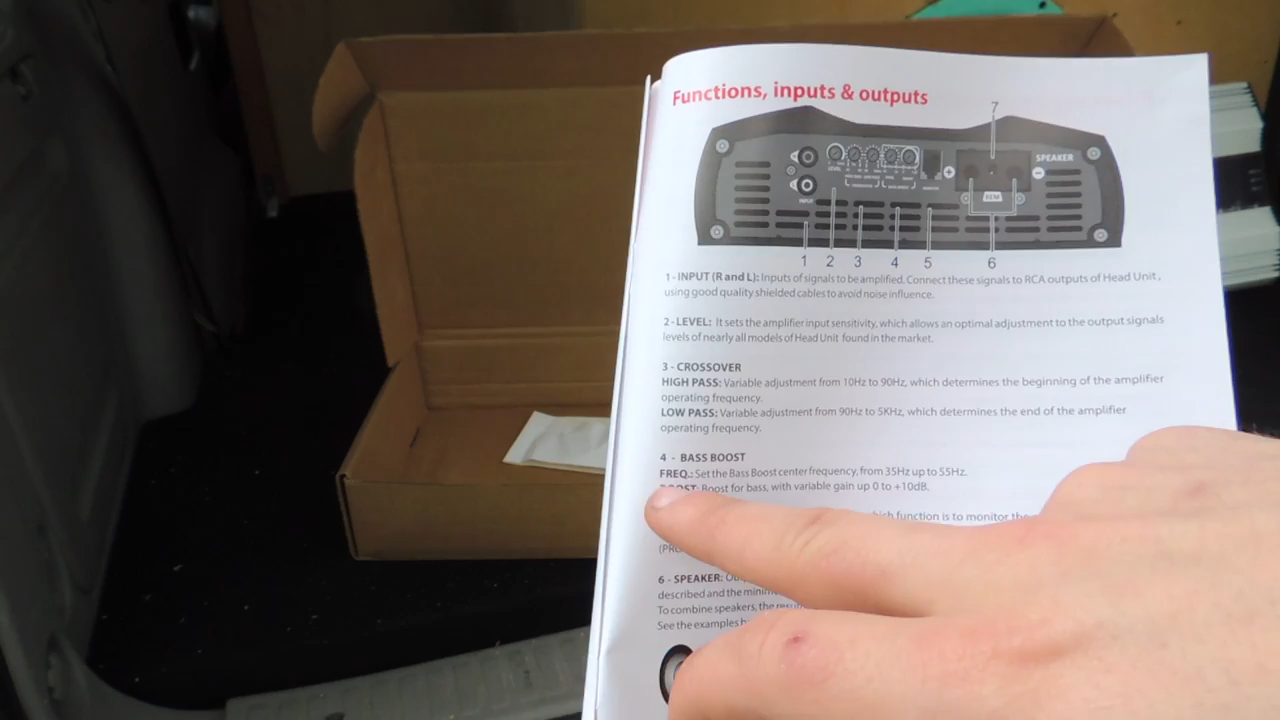 Functions, inputs & outputs
7
SPEAKER
LEVEL
INPUT
REM
1 2 3 4 5 6
1 - INPUT (R and L): Inputs of signals to be amplified. Connect these signals to RCA outputs of Head Unit,
using good quality shielded cables to avoid noise influence.
2 - LEVEL: It sets the amplifier input sensitivity, which allows an optimal adjustment to the output signals
levels of nearly all models of Head Unit found in the market.
3 - CROSSOVER
HIGH PASS: Variable adjustment from 10Hz to 90Hz, which determines the beginning of the amplifier
operating frequency.
LOW PASS: Variable adjustment from 90Hz to 5KHz, which determines the end of the amplifier
operating frequency.
4 - BASS BOOST
FREQ.: Set the Bass Boost center frequency, from 35Hz up to 55Hz.
BOOST: Boost for bass, with variable gain up 0 to +10dB.
function is to monitor the
6 - SPEAKER:
described and the
To combine speakers, the
See the examples